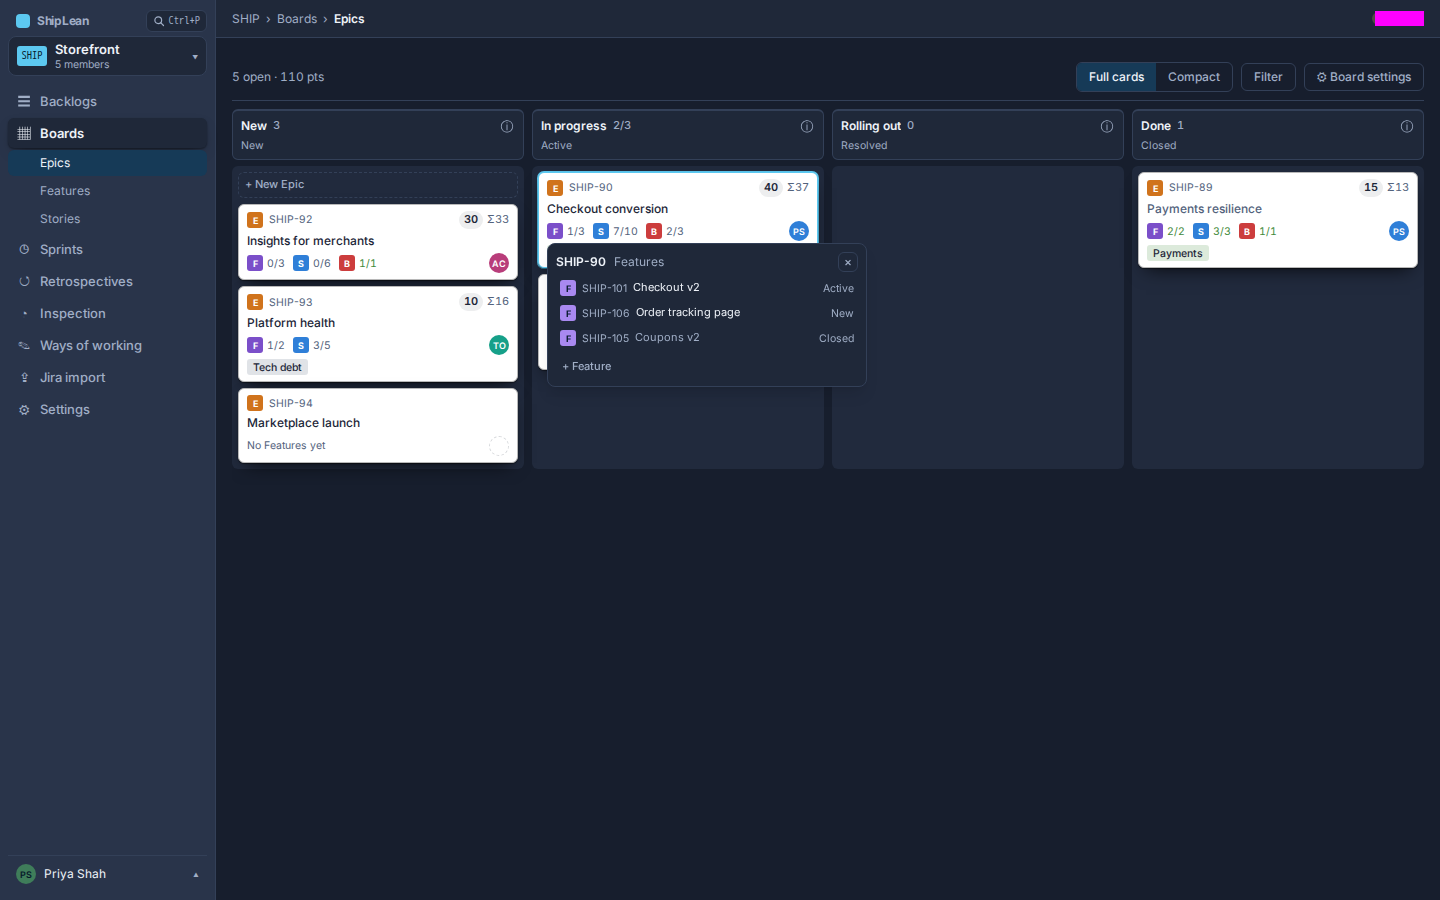 ShipLean
Ctrl+P
SHIP
Storefront
5 members
Backlogs
Boards
Epics
Features
Stories
Sprints
Retrospectives
Inspection
Ways of working
Jira import
Settings
PS
Priya Shah
SHIP › Boards › Epics
5 open · 110 pts
Full cards
Compact
Filter
Board settings
New 3
New
+ New Epic
E SHIP-92 30 Σ33
Insights for merchants
F 0/3 S 0/6 B 1/1 AC
E SHIP-93 10 Σ16
Platform health
F 1/2 S 3/5 TO
Tech debt
E SHIP-94
Marketplace launch
No Features yet
In progress 2/3
Active
E SHIP-90 40 Σ37
Checkout conversion
F 1/3 S 7/10 B 2/3 PS
SHIP-90 Features ×
F SHIP-101 Checkout v2 Active
F SHIP-106 Order tracking page New
F SHIP-105 Coupons v2 Closed
+ Feature
Rolling out 0
Resolved
Done 1
Closed
E SHIP-89 15 Σ13
Payments resilience
F 2/2 S 3/3 B 1/1 PS
Payments